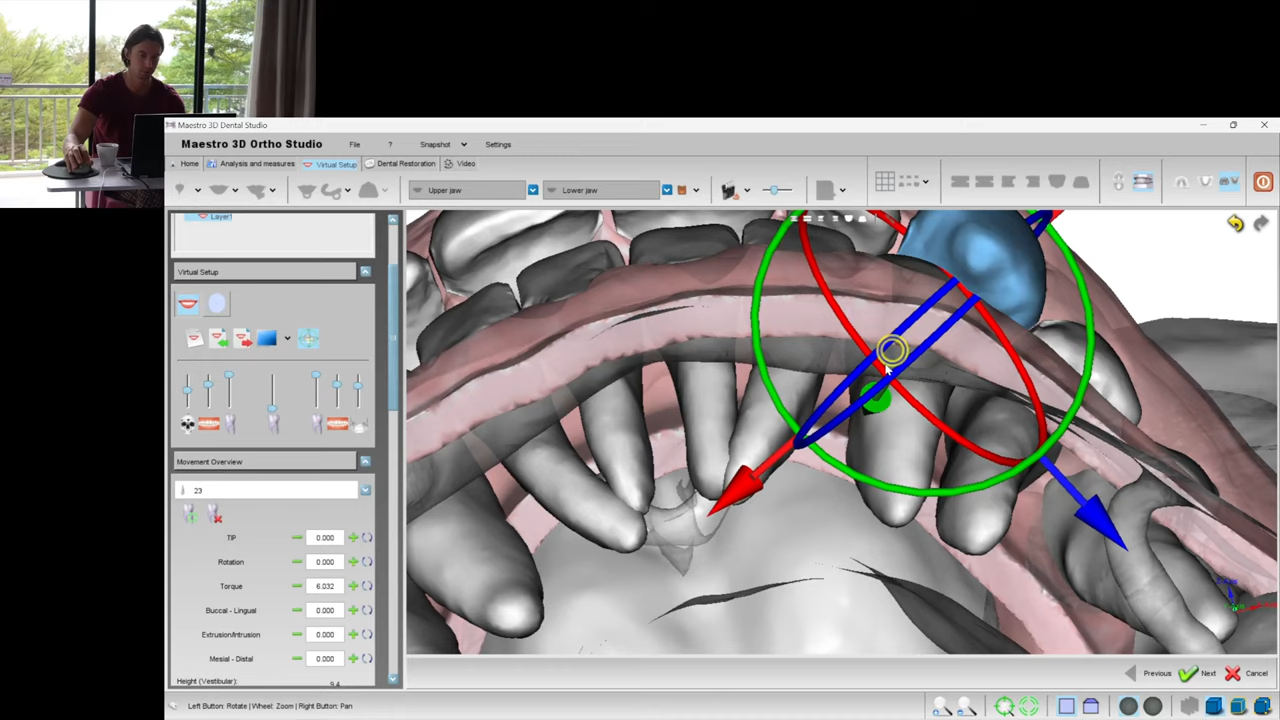 Maestro 3D Dental Studio
Maestro 3D Ortho Studio
File
?
Snapshot
Settings
Home
Analysis and measures
Virtual Setup
Dental Restoration
Video
Upper jaw
Lower jaw
Layer1
Virtual Setup
Movement Overview
23
TIP
0.000
Rotation
0.000
Torque
6.032
Buccal - Lingual
0.000
Extrusion/Intrusion
0.000
Mesial - Distal
0.000
Height (Vestibular):
9.4
Previous
Next
Cancel
Left Button: Rotate | Wheel: Zoom | Right Button: Pan